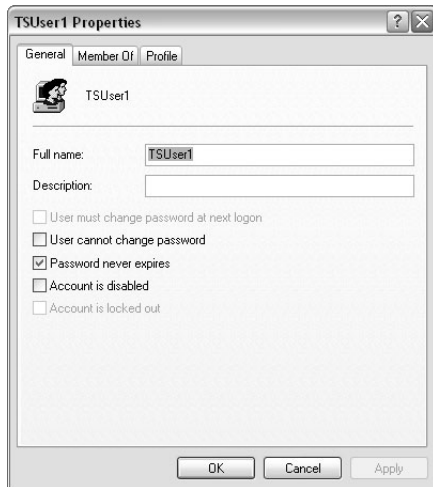 TSUser1 Properties
General Member Of Profile
TSUser1
Full name: TSUser1
Description:
User must change password at next logon
User cannot change password
Password never expires
Account is disabled
Account is locked out
OK Cancel Apply